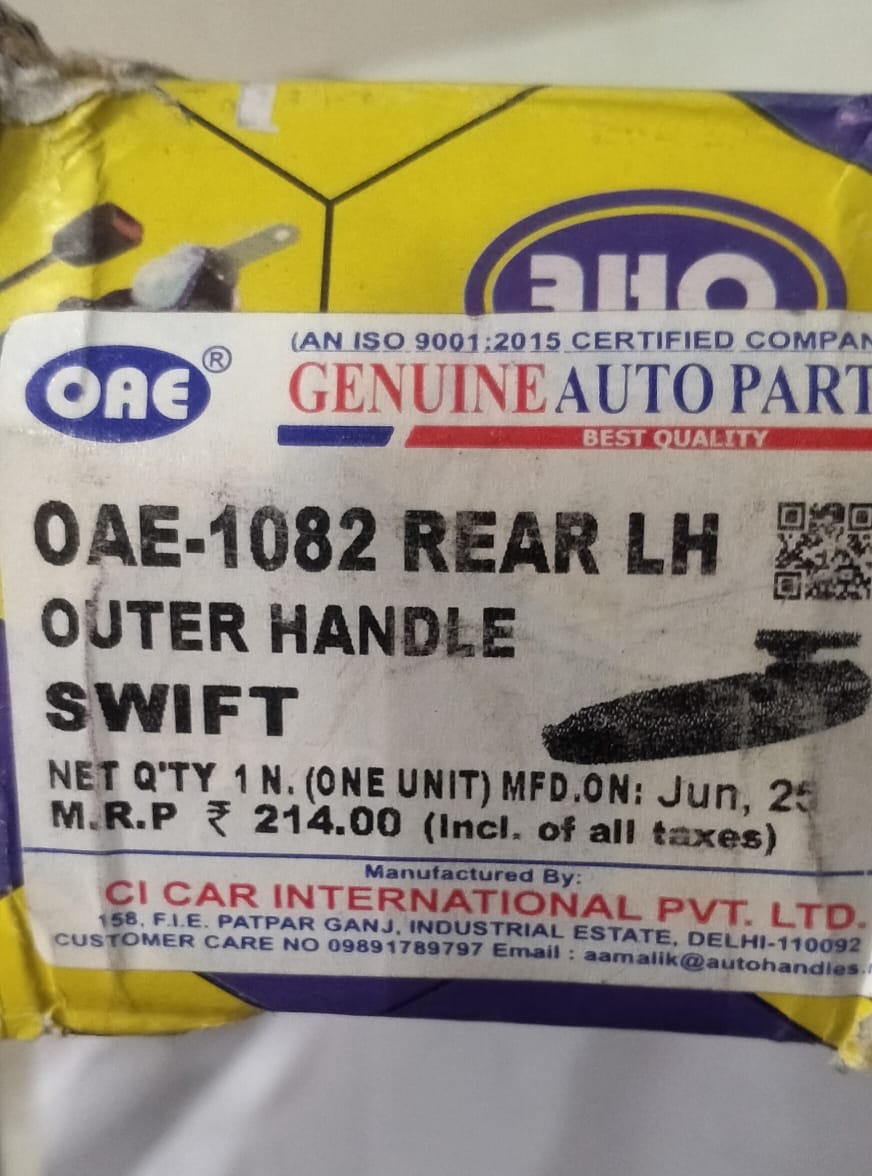 OAE
OAE ®
(AN ISO 9001:2015 CERTIFIED COMPAN
GENUINE AUTO PART
BEST QUALITY
OAE-1082 REAR LH
OUTER HANDLE
SWIFT
NET Q'TY 1 N. (ONE UNIT) MFD.ON: Jun, 25
M.R.P ₹ 214.00 (Incl. of all taxes)
Manufactured By:
CI CAR INTERNATIONAL PVT. LTD.
158, F.I.E. PATPAR GANJ, INDUSTRIAL ESTATE, DELHI-110092
CUSTOMER CARE NO 09891789797 Email : aamalik@autohandles.